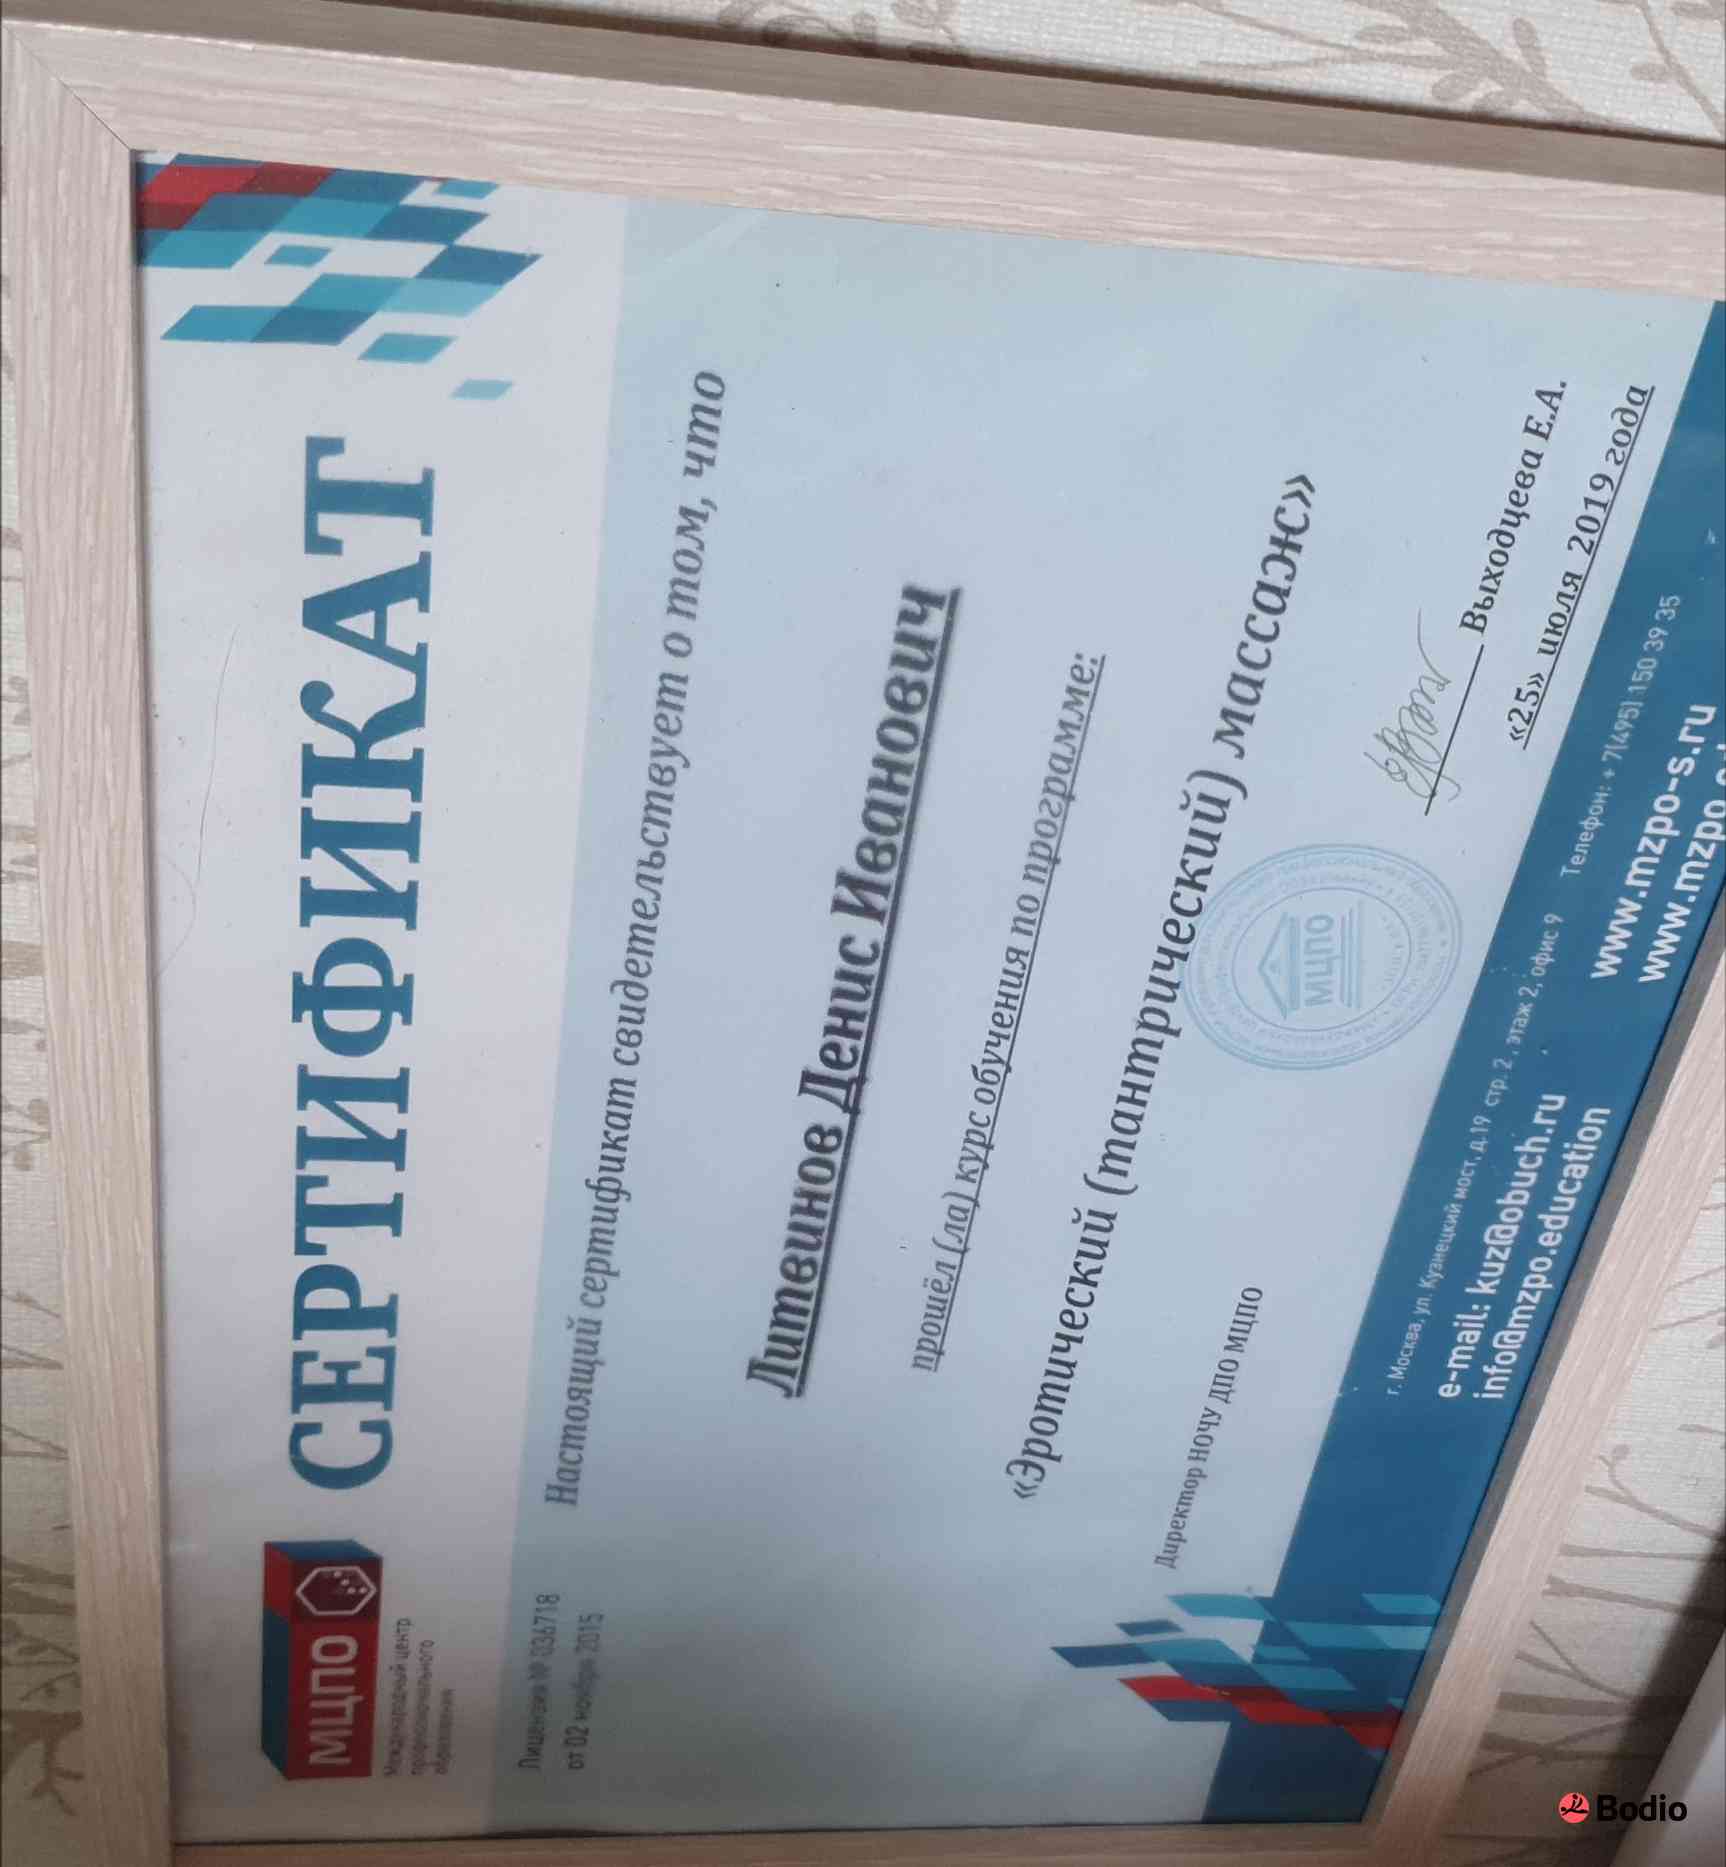 МЦПО
Международный центр
профессионального
образования
СЕРТИФИКАТ
Лицензия № 036718
от 02 ноября 2015
Настоящий сертификат свидетельствует о том, что
Литвинов Денис Иванович
прошёл (ла) курс обучения по программе:
«Эротический (тантрический) массаж»
Директор НОЧУ ДПО МЦПО
Выходцева Е.А.
«25» июля 2019 года
МЦПО
г. Москва, ул. Кузнецкий мост, д.19 стр. 2, этаж 2, офис 9
Телефон: + 7(495) 150 39 35
e-mail: kuz@obuch.ru
www.mzpo-s.ru
info@mzpo.education
www.mzpo
Bodio